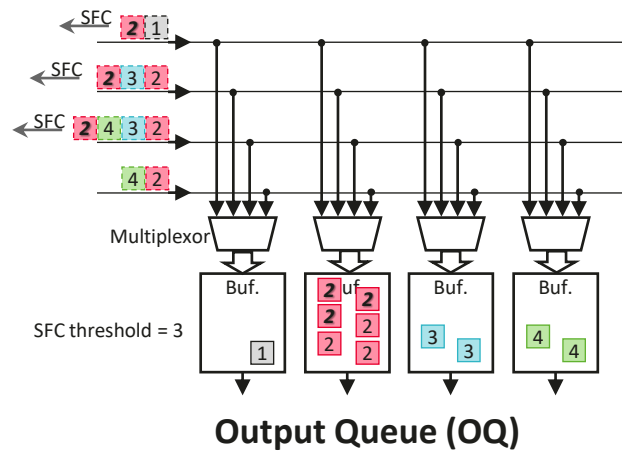 SFC 2 1
SFC 2 3 2
SFC 2 4 3 2
4 2
Multiplexor
Buf. Buf. Buf. Buf.
SFC threshold = 3
1
2 2
2 2
2 2
3 3
4 4
Output Queue (OQ)